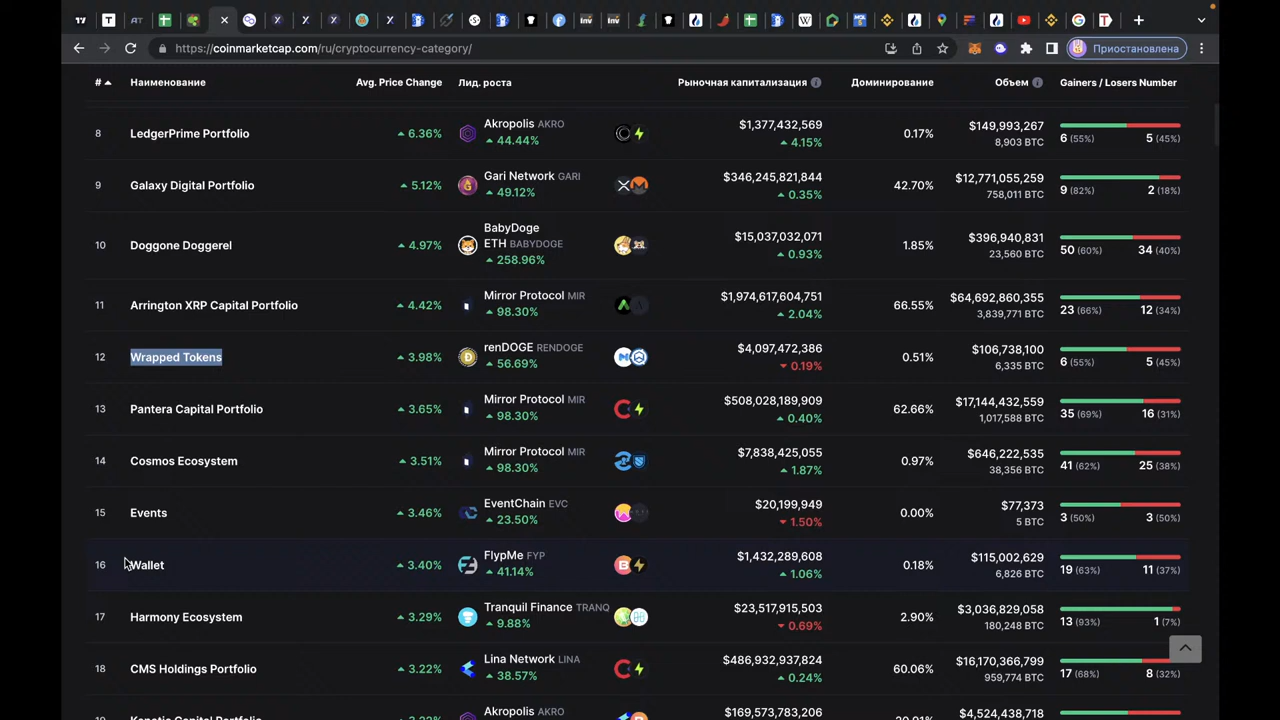 https://coinmarketcap.com/ru/cryptocurrency-category/
Приостановлена
# Наименование Avg. Price Change Лид. роста Рыночная капитализация Доминирование Объем Gainers / Losers Number
8 LedgerPrime Portfolio 6.36% Akropolis AKRO 44.44% $1,377,432,569 4.15% 0.17% $149,993,267 8,903 BTC 6 (55%) 5 (45%)
9 Galaxy Digital Portfolio 5.12% Gari Network GARI 49.12% $346,245,821,844 0.35% 42.70% $12,771,055,259 758,011 BTC 9 (82%) 2 (18%)
10 Doggone Doggerel 4.97% BabyDoge ETH BABYDOGE 258.96% $15,037,032,071 0.93% 1.85% $396,940,831 23,560 BTC 50 (60%) 34 (40%)
11 Arrington XRP Capital Portfolio 4.42% Mirror Protocol MIR 98.30% $1,974,617,604,751 2.04% 66.55% $64,692,860,355 3,839,771 BTC 23 (66%) 12 (34%)
12 Wrapped Tokens 3.98% renDOGE RENDOGE 56.69% $4,097,472,386 0.19% 0.51% $106,738,100 6,335 BTC 6 (55%) 5 (45%)
13 Pantera Capital Portfolio 3.65% Mirror Protocol MIR 98.30% $508,028,189,909 0.40% 62.66% $17,144,432,559 1,017,588 BTC 35 (69%) 16 (31%)
14 Cosmos Ecosystem 3.51% Mirror Protocol MIR 98.30% $7,838,425,055 1.87% 0.97% $646,222,535 38,356 BTC 41 (62%) 25 (38%)
15 Events 3.46% EventChain EVC 23.50% $20,199,949 1.50% 0.00% $77,373 5 BTC 3 (50%) 3 (50%)
16 Wallet 3.40% FlypMe FYP 41.14% $1,432,289,608 1.06% 0.18% $115,002,629 6,826 BTC 19 (63%) 11 (37%)
17 Harmony Ecosystem 3.29% Tranquil Finance TRANQ 9.88% $23,517,915,503 0.69% 2.90% $3,036,829,058 180,248 BTC 13 (93%) 1 (7%)
18 CMS Holdings Portfolio 3.22% Lina Network LINA 38.57% $486,932,937,824 0.24% 60.06% $16,170,366,799 959,774 BTC 17 (68%) 8 (32%)
Akropolis AKRO $169,573,783,206 $4,524,438,718